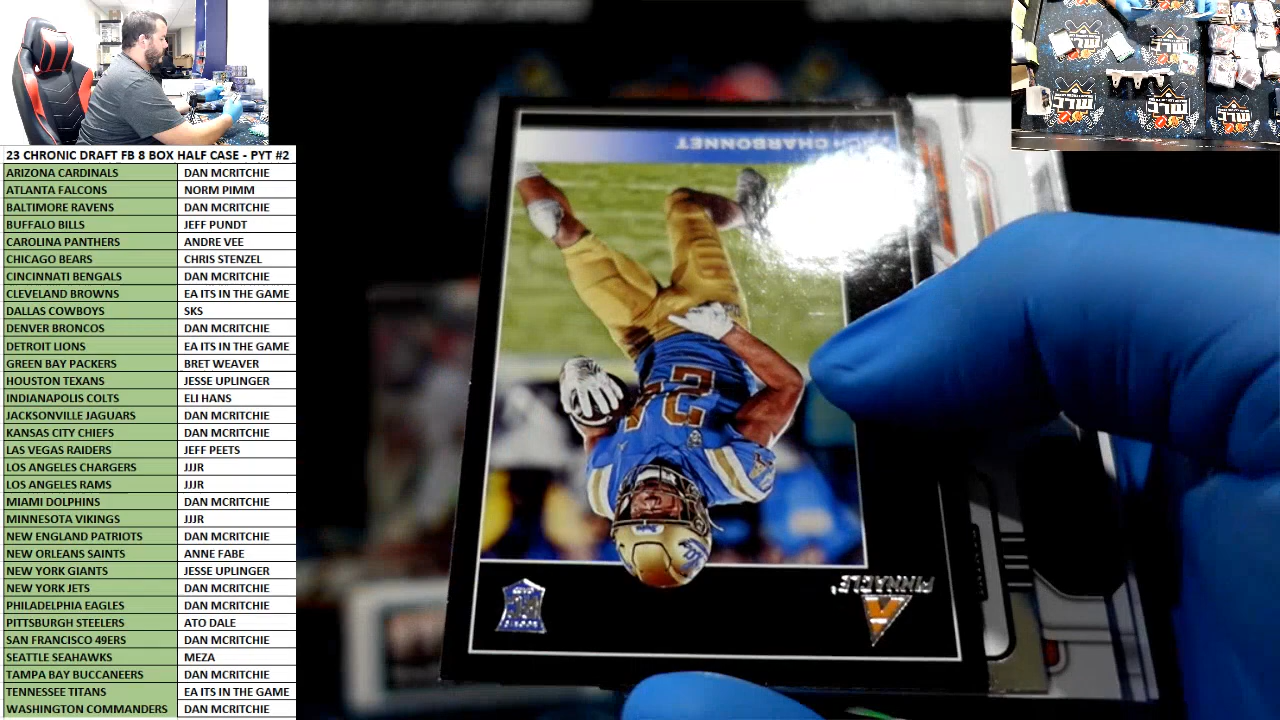 23 CHRONIC DRAFT FB 8 BOX HALF CASE - PYT #2
ARIZONA CARDINALS DAN MCRITCHIE
ATLANTA FALCONS NORM PIMM
BALTIMORE RAVENS DAN MCRITCHIE
BUFFALO BILLS JEFF PUNDT
CAROLINA PANTHERS ANDRE VEE
CHICAGO BEARS CHRIS STENZEL
CINCINNATI BENGALS DAN MCRITCHIE
CLEVELAND BROWNS EA ITS IN THE GAME
DALLAS COWBOYS SKS
DENVER BRONCOS DAN MCRITCHIE
DETROIT LIONS EA ITS IN THE GAME
GREEN BAY PACKERS BRET WEAVER
HOUSTON TEXANS JESSE UPLINGER
INDIANAPOLIS COLTS ELI HANS
JACKSONVILLE JAGUARS DAN MCRITCHIE
KANSAS CITY CHIEFS DAN MCRITCHIE
LAS VEGAS RAIDERS JEFF PEETS
LOS ANGELES CHARGERS JJJR
LOS ANGELES RAMS JJJR
MIAMI DOLPHINS DAN MCRITCHIE
MINNESOTA VIKINGS JJJR
NEW ENGLAND PATRIOTS DAN MCRITCHIE
NEW ORLEANS SAINTS ANNE FABE
NEW YORK GIANTS JESSE UPLINGER
NEW YORK JETS DAN MCRITCHIE
PHILADELPHIA EAGLES DAN MCRITCHIE
PITTSBURGH STEELERS ATO DALE
SAN FRANCISCO 49ERS DAN MCRITCHIE
SEATTLE SEAHAWKS MEZA
TAMPA BAY BUCCANEERS DAN MCRITCHIE
TENNESSEE TITANS EA ITS IN THE GAME
WASHINGTON COMMANDERS DAN MCRITCHIE
CHARBONNET
24
PINNACLE